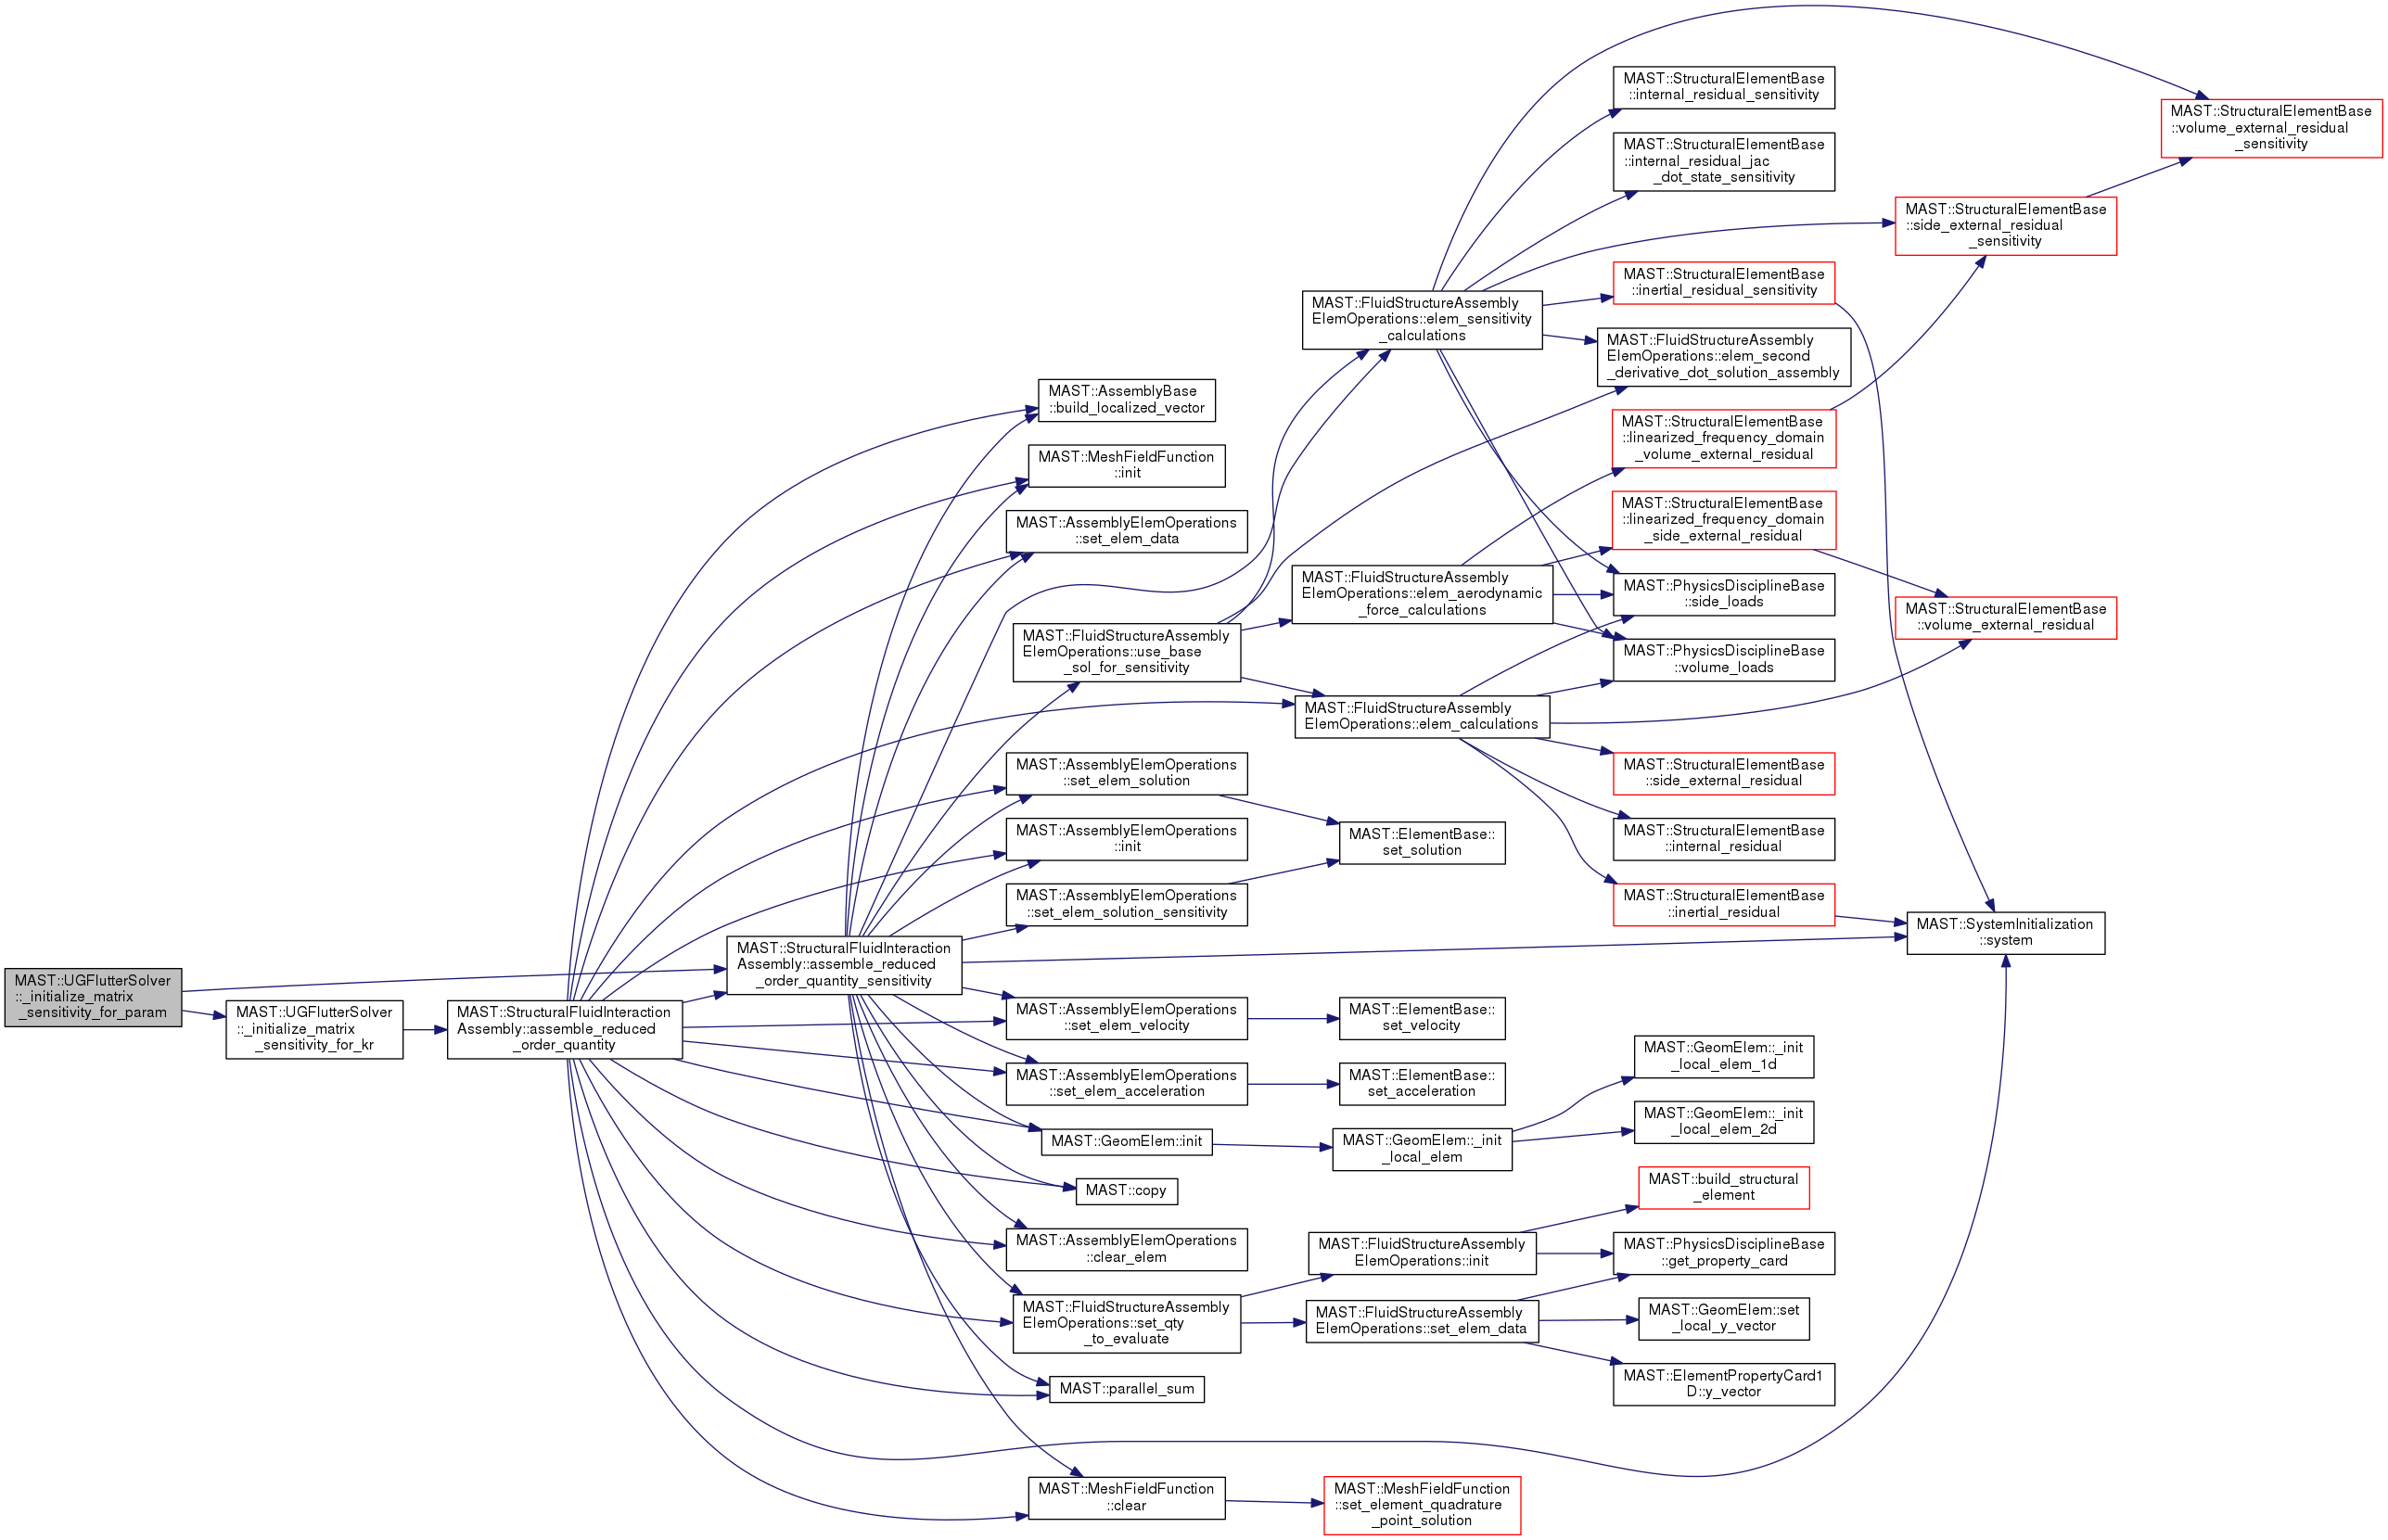 MAST::UGFlutterSolver
::_initialize_matrix
_sensitivity_for_param
MAST::UGFlutterSolver
::_initialize_matrix
_sensitivity_for_kr
MAST::StructuralFluidInteraction
Assembly::assemble_reduced
_order_quantity
MAST::StructuralFluidInteraction
Assembly::assemble_reduced
_order_quantity_sensitivity
MAST::AssemblyBase
::build_localized_vector
MAST::MeshFieldFunction
::init
MAST::AssemblyElemOperations
::set_elem_data
MAST::FluidStructureAssembly
ElemOperations::use_base
_sol_for_sensitivity
MAST::AssemblyElemOperations
::set_elem_solution
MAST::AssemblyElemOperations
::init
MAST::AssemblyElemOperations
::set_elem_solution_sensitivity
MAST::AssemblyElemOperations
::set_elem_velocity
MAST::AssemblyElemOperations
::set_elem_acceleration
MAST::GeomElem::init
MAST::copy
MAST::AssemblyElemOperations
::clear_elem
MAST::FluidStructureAssembly
ElemOperations::set_qty
_to_evaluate
MAST::parallel_sum
MAST::MeshFieldFunction
::clear
MAST::FluidStructureAssembly
ElemOperations::elem_sensitivity
_calculations
MAST::FluidStructureAssembly
ElemOperations::elem_aerodynamic
_force_calculations
MAST::FluidStructureAssembly
ElemOperations::elem_calculations
MAST::ElementBase::
set_solution
MAST::ElementBase::
set_velocity
MAST::ElementBase::
set_acceleration
MAST::GeomElem::_init
_local_elem
MAST::FluidStructureAssembly
ElemOperations::init
MAST::FluidStructureAssembly
ElemOperations::set_elem_data
MAST::MeshFieldFunction
::set_element_quadrature
_point_solution
MAST::StructuralElementBase
::internal_residual_sensitivity
MAST::StructuralElementBase
::internal_residual_jac
_dot_state_sensitivity
MAST::StructuralElementBase
::inertial_residual_sensitivity
MAST::FluidStructureAssembly
ElemOperations::elem_second
_derivative_dot_solution_assembly
MAST::StructuralElementBase
::linearized_frequency_domain
_volume_external_residual
MAST::StructuralElementBase
::linearized_frequency_domain
_side_external_residual
MAST::PhysicsDisciplineBase
::side_loads
MAST::PhysicsDisciplineBase
::volume_loads
MAST::StructuralElementBase
::side_external_residual
MAST::StructuralElementBase
::internal_residual
MAST::StructuralElementBase
::inertial_residual
MAST::GeomElem::_init
_local_elem_1d
MAST::GeomElem::_init
_local_elem_2d
MAST::build_structural
_element
MAST::PhysicsDisciplineBase
::get_property_card
MAST::GeomElem::set
_local_y_vector
MAST::ElementPropertyCard1
D::y_vector
MAST::StructuralElementBase
::side_external_residual
_sensitivity
MAST::StructuralElementBase
::volume_external_residual
MAST::SystemInitialization
::system
MAST::StructuralElementBase
::volume_external_residual
_sensitivity